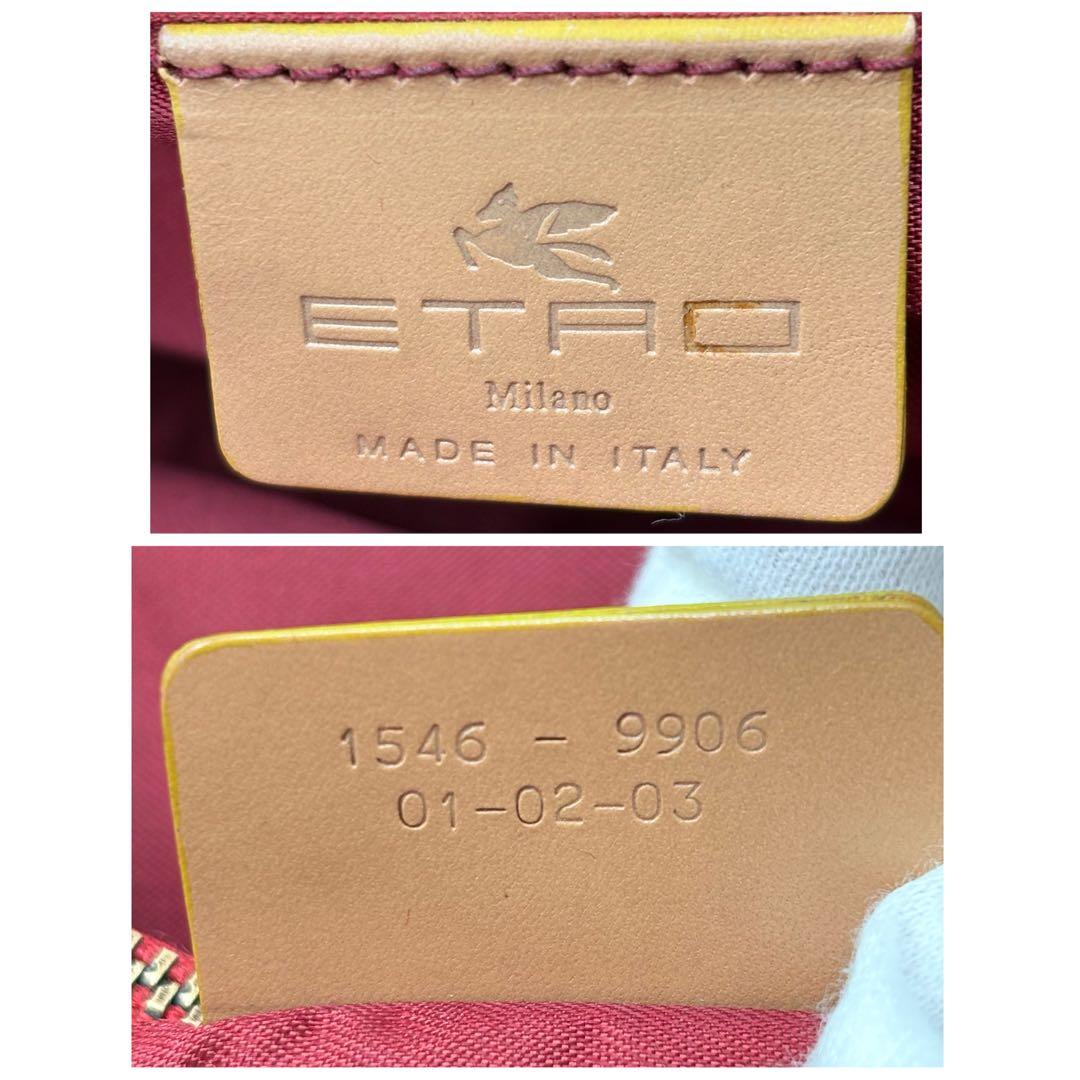 ETRO
Milano
MADE IN ITALY
1546 - 9906
01-02-03